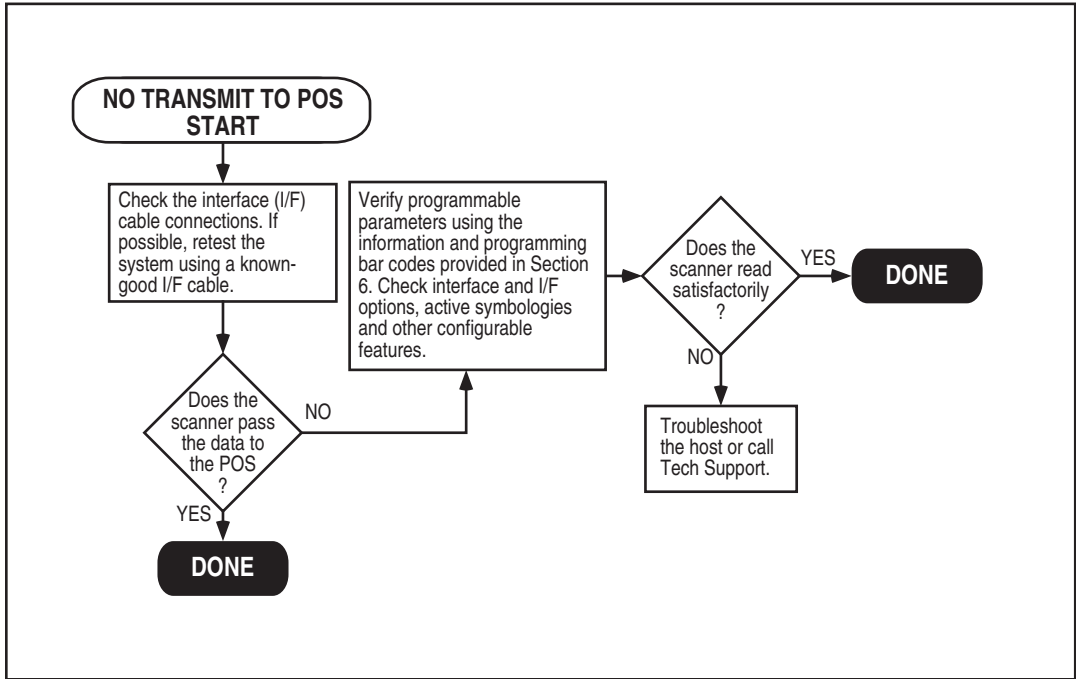 NO TRANSMIT TO POS
START
Check the interface (I/F)
cable connections. If
possible, retest the
system using a known-
good I/F cable.
Does the
scanner pass
the data to
the POS
?
NO
YES
DONE
Verify programmable
parameters using the
information and programming
bar codes provided in Section
6. Check interface and I/F
options, active symbologies
and other configurable
features.
Does the
scanner read
satisfactorily
?
YES
DONE
NO
Troubleshoot
the host or call
Tech Support.